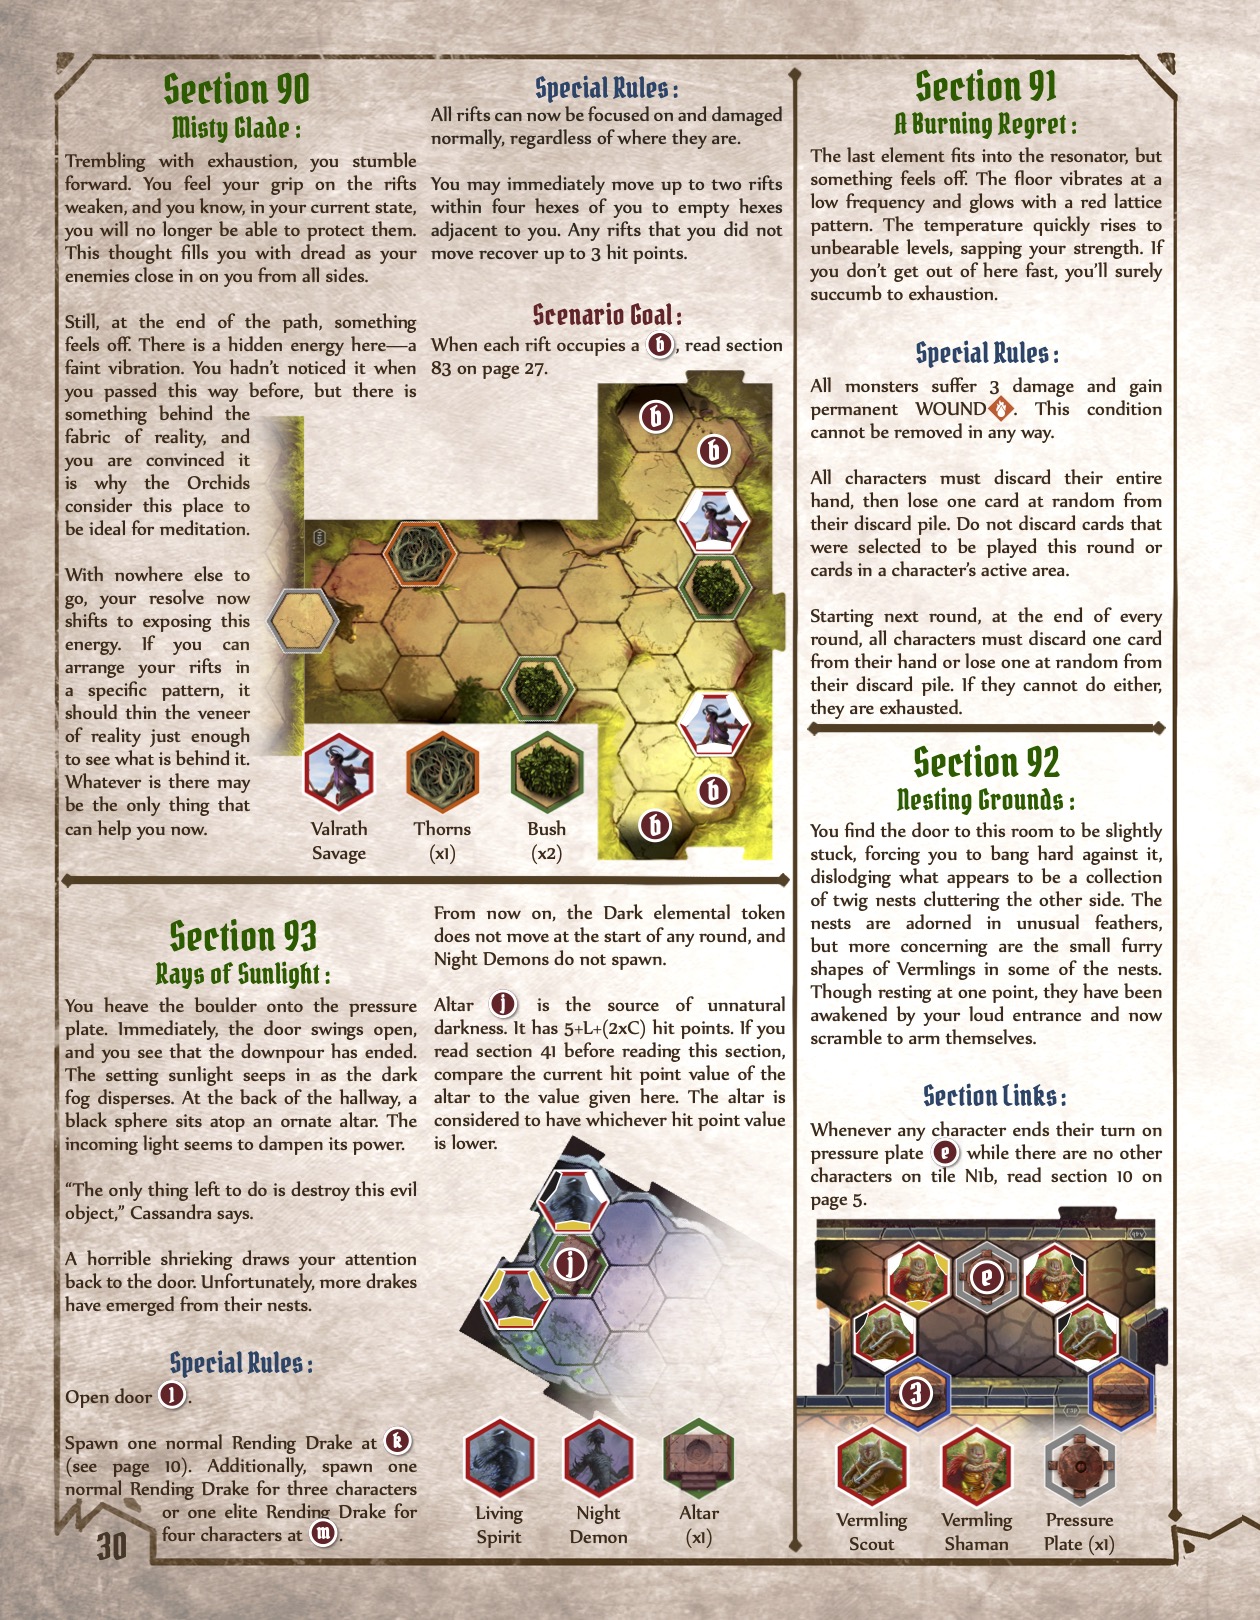 Section 90
Misty Glade:
Trembling with exhaustion, you stumble
forward. You feel your grip on the rifts
weaken, and you know, in your current state,
you will no longer be able to protect them.
This thought fills you with dread as your
enemies close in on you from all sides.
Still, at the end of the path, something
feels off. There is a hidden energy here—a
faint vibration. You hadn't noticed it when
you passed this way before, but there is
something behind the
fabric of reality, and
you are convinced it
is why the Orchids
consider this place to
be ideal for meditation.
With nowhere else to
go, your resolve now
shifts to exposing this
energy. If you can
arrange your rifts in
a specific pattern, it
should thin the veneer
of reality just enough
to see what is behind it.
Whatever is there may
be the only thing that
can help you now.
Special Rules:
All rifts can now be focused on and damaged
normally, regardless of where they are.
You may immediately move up to two rifts
within four hexes of you to empty hexes
adjacent to you. Any rifts that you did not
move recover up to 3 hit points.
Scenario Goal:
When each rift occupies a b, read section
83 on page 27.
b
b
b
b
Valrath
Savage
Thorns
(x1)
Bush
(x2)
Section 91
A Burning Regret:
The last element fits into the resonator, but
something feels off. The floor vibrates at a
low frequency and glows with a red lattice
pattern. The temperature quickly rises to
unbearable levels, sapping your strength. If
you don't get out of here fast, you'll surely
succumb to exhaustion.
Special Rules:
All monsters suffer 3 damage and gain
permanent WOUND. This condition
cannot be removed in any way.
All characters must discard their entire
hand, then lose one card at random from
their discard pile. Do not discard cards that
were selected to be played this round or
cards in a character's active area.
Starting next round, at the end of every
round, all characters must discard one card
from their hand or lose one at random from
their discard pile. If they cannot do either,
they are exhausted.
Section 92
Nesting Grounds:
You find the door to this room to be slightly
stuck, forcing you to bang hard against it,
dislodging what appears to be a collection
of twig nests cluttering the other side. The
nests are adorned in unusual feathers,
but more concerning are the small furry
shapes of Vermlings in some of the nests.
Though resting at one point, they have been
awakened by your loud entrance and now
scramble to arm themselves.
Section Links:
Whenever any character ends their turn on
pressure plate e while there are no other
characters on tile N1b, read section 10 on
page 5.
e
3
Vermling
Scout
Vermling
Shaman
Pressure
Plate (x1)
Section 93
Rays of Sunlight:
You heave the boulder onto the pressure
plate. Immediately, the door swings open,
and you see that the downpour has ended.
The setting sunlight seeps in as the dark
fog disperses. At the back of the hallway, a
black sphere sits atop an ornate altar. The
incoming light seems to dampen its power.
"The only thing left to do is destroy this evil
object," Cassandra says.
A horrible shrieking draws your attention
back to the door. Unfortunately, more drakes
have emerged from their nests.
Special Rules:
Open door 1.
Spawn one normal Rending Drake at k
(see page 10). Additionally, spawn one
normal Rending Drake for three characters
or one elite Rending Drake for
four characters at m.
From now on, the Dark elemental token
does not move at the start of any round, and
Night Demons do not spawn.
Altar j is the source of unnatural
darkness. It has 5+L+(2xC) hit points. If you
read section 41 before reading this section,
compare the current hit point value of the
altar to the value given here. The altar is
considered to have whichever hit point value
is lower.
j
Living
Spirit
Night
Demon
Altar
(x1)
30